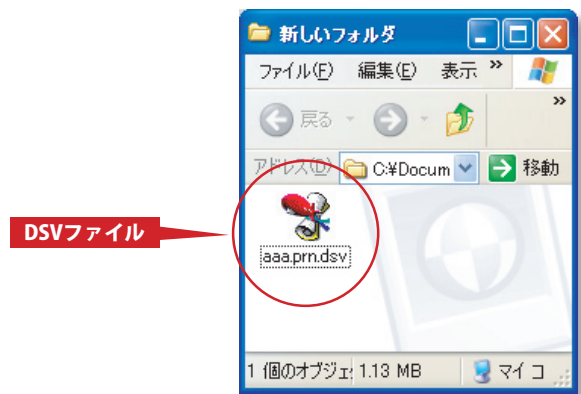 新しいフォルダ
ファイル(F) 編集(E) 表示 »
戻る »
アドレス(D) C:¥Docum 移動
DSVファイル
aaa.prn.dsv
1 個のオブジェ 1.13 MB マイ コ